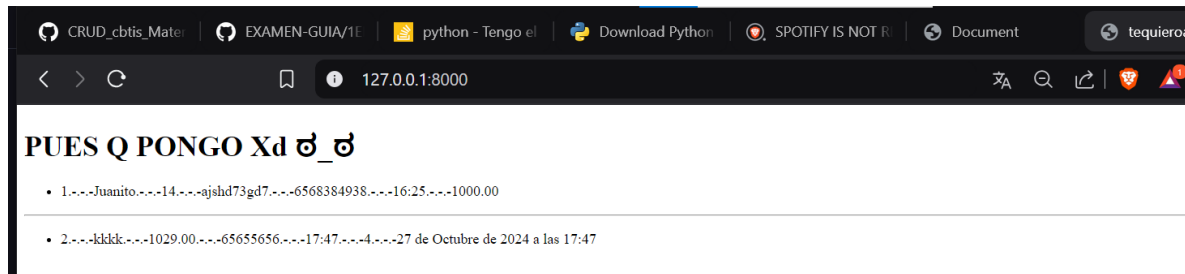 CRUD_cbtis_Mater
EXAMEN-GUIA/1E
python - Tengo el
Download Python
SPOTIFY IS NOT R
Document
tequieroa
127.0.0.1:8000
1
PUES Q PONGO Xd ಠ_ಠ
• 1.-.-.-Juanito.-.-.-14.-.-.-ajshd73gd7.-.-.-6568384938.-.-.-16:25.-.-.-1000.00
• 2.-.-.-kkkk.-.-.-1029.00.-.-.-65655656.-.-.-17:47.-.-.-4.-.-.-27 de Octubre de 2024 a las 17:47